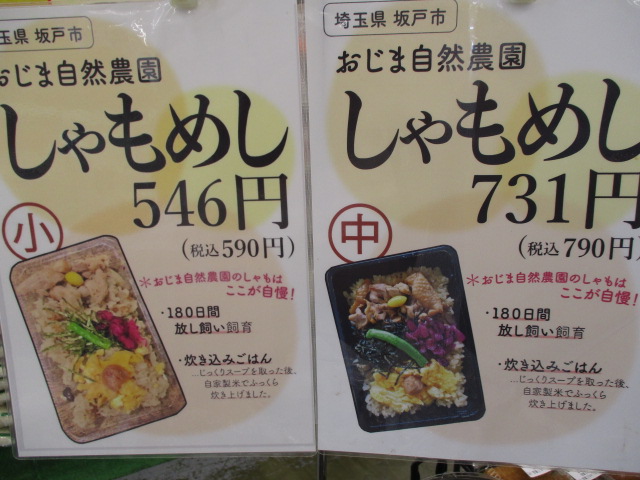 玉県 坂戸市
おじま自然農園
しゃもめし
546円
(税込590円)
小
*おじま自然農園のしゃもは
ここが自慢!
・180日間
放し飼い飼育
・炊き込みごはん
...じっくりスープを取った後、
自家製米でふっくら
炊き上げました。
埼玉県 坂戸市
おじま自然農園
しゃもめし
731円
(税込790円)
中
*おじま自然農園のしゃもは
ここが自慢!
・180日間
放し飼い飼育
・炊き込みごはん
...じっくりスープを取った後、
自家製米でふっくら
炊き上げました。